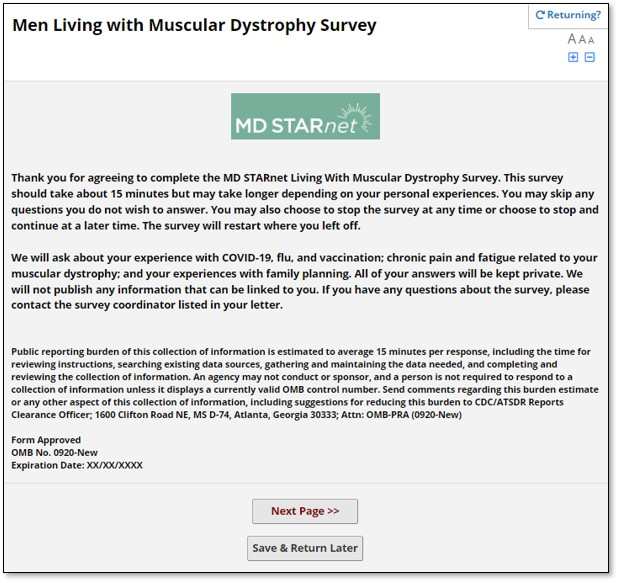 Returning?
Men Living with Muscular Dystrophy Survey
A A A
MD STARnet
Thank you for agreeing to complete the MD STARnet Living With Muscular Dystrophy Survey. This survey
should take about 15 minutes but may take longer depending on your personal experiences. You may skip any
questions you do not wish to answer. You may also choose to stop the survey at any time or choose to stop and
continue at a later time. The survey will restart where you left off.
We will ask about your experience with COVID-19, flu, and vaccination; chronic pain and fatigue related to your
muscular dystrophy; and your experiences with family planning. All of your answers will be kept private. We
will not publish any information that can be linked to you. If you have any questions about the survey, please
contact the survey coordinator listed in your letter.
Public reporting burden of this collection of information is estimated to average 15 minutes per response, including the time for
reviewing instructions, searching existing data sources, gathering and maintaining the data needed, and completing and
reviewing the collection of information. An agency may not conduct or sponsor, and a person is not required to respond to a
collection of information unless it displays a currently valid OMB control number. Send comments regarding this burden estimate
or any other aspect of this collection of information, including suggestions for reducing this burden to CDC/ATSDR Reports
Clearance Officer; 1600 Clifton Road NE, MS D-74, Atlanta, Georgia 30333; Attn: OMB-PRA (0920-New)
Form Approved
OMB No. 0920-New
Expiration Date: XX/XX/XXXX
Next Page >>
Save & Return Later